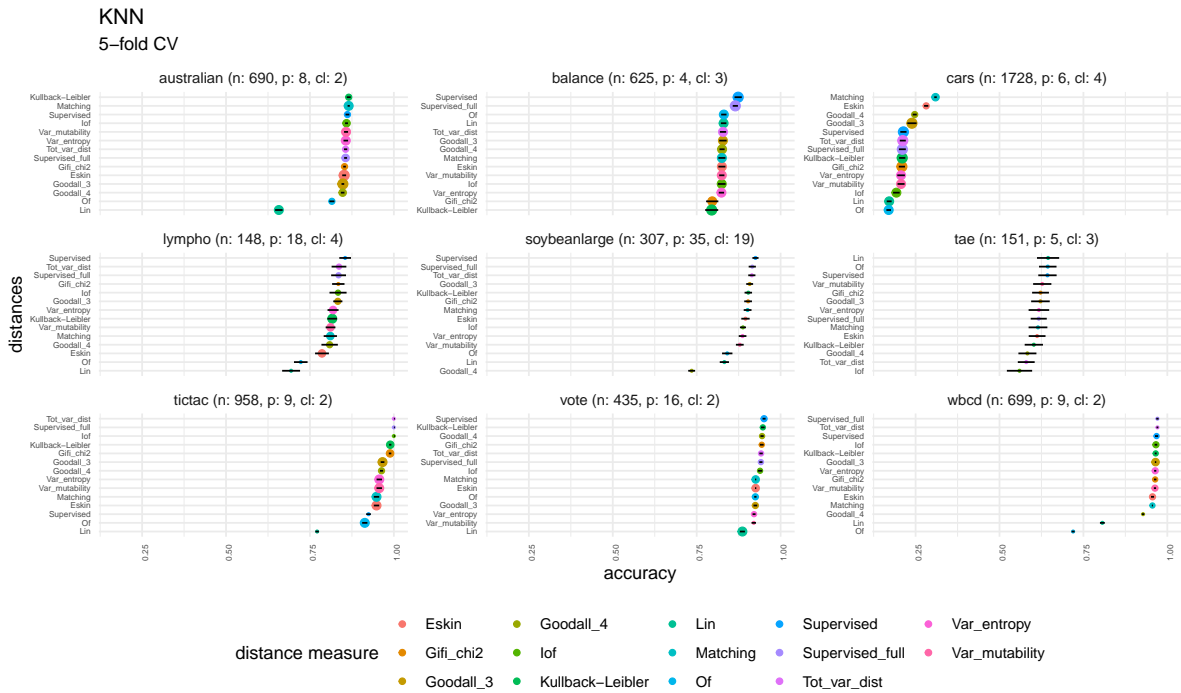 KNN
5−fold CV
australian (n: 690, p: 8, cl: 2)
Kullback−Leibler
Matching
Supervised
Iof
Var_mutability
Var_entropy
Tot_var_dist
Supervised_full
Gifi_chi2
Eskin
Goodall_3
Goodall_4
Of
Lin
balance (n: 625, p: 4, cl: 3)
Supervised
Supervised_full
Of
Lin
Tot_var_dist
Goodall_3
Goodall_4
Matching
Eskin
Var_mutability
Iof
Var_entropy
Gifi_chi2
Kullback−Leibler
cars (n: 1728, p: 6, cl: 4)
Matching
Eskin
Goodall_4
Goodall_3
Supervised
Tot_var_dist
Supervised_full
Kullback−Leibler
Gifi_chi2
Var_entropy
Var_mutability
Iof
Lin
Of
lympho (n: 148, p: 18, cl: 4)
Supervised
Tot_var_dist
Supervised_full
Gifi_chi2
Iof
Goodall_3
Var_entropy
Kullback−Leibler
Var_mutability
Matching
Goodall_4
Eskin
Of
Lin
soybeanlarge (n: 307, p: 35, cl: 19)
Supervised
Supervised_full
Tot_var_dist
Goodall_3
Kullback−Leibler
Gifi_chi2
Matching
Eskin
Iof
Var_entropy
Var_mutability
Of
Lin
Goodall_4
tae (n: 151, p: 5, cl: 3)
Lin
Of
Supervised
Var_mutability
Gifi_chi2
Goodall_3
Var_entropy
Supervised_full
Matching
Eskin
Kullback−Leibler
Goodall_4
Tot_var_dist
Iof
distances
tictac (n: 958, p: 9, cl: 2)
Tot_var_dist
Supervised_full
Iof
Kullback−Leibler
Gifi_chi2
Goodall_3
Goodall_4
Var_entropy
Var_mutability
Matching
Eskin
Supervised
Of
Lin
0.25
0.50
0.75
1.00
vote (n: 435, p: 16, cl: 2)
Supervised
Kullback−Leibler
Goodall_4
Gifi_chi2
Tot_var_dist
Supervised_full
Iof
Matching
Eskin
Of
Goodall_3
Var_entropy
Var_mutability
Lin
0.25
0.50
0.75
1.00
wbcd (n: 699, p: 9, cl: 2)
Supervised_full
Tot_var_dist
Supervised
Iof
Kullback−Leibler
Goodall_3
Var_entropy
Gifi_chi2
Var_mutability
Eskin
Matching
Goodall_4
Lin
Of
0.25
0.50
0.75
1.00
accuracy
distance measure
Eskin
Gifi_chi2
Goodall_3
Goodall_4
Iof
Kullback−Leibler
Lin
Matching
Of
Supervised
Supervised_full
Tot_var_dist
Var_entropy
Var_mutability